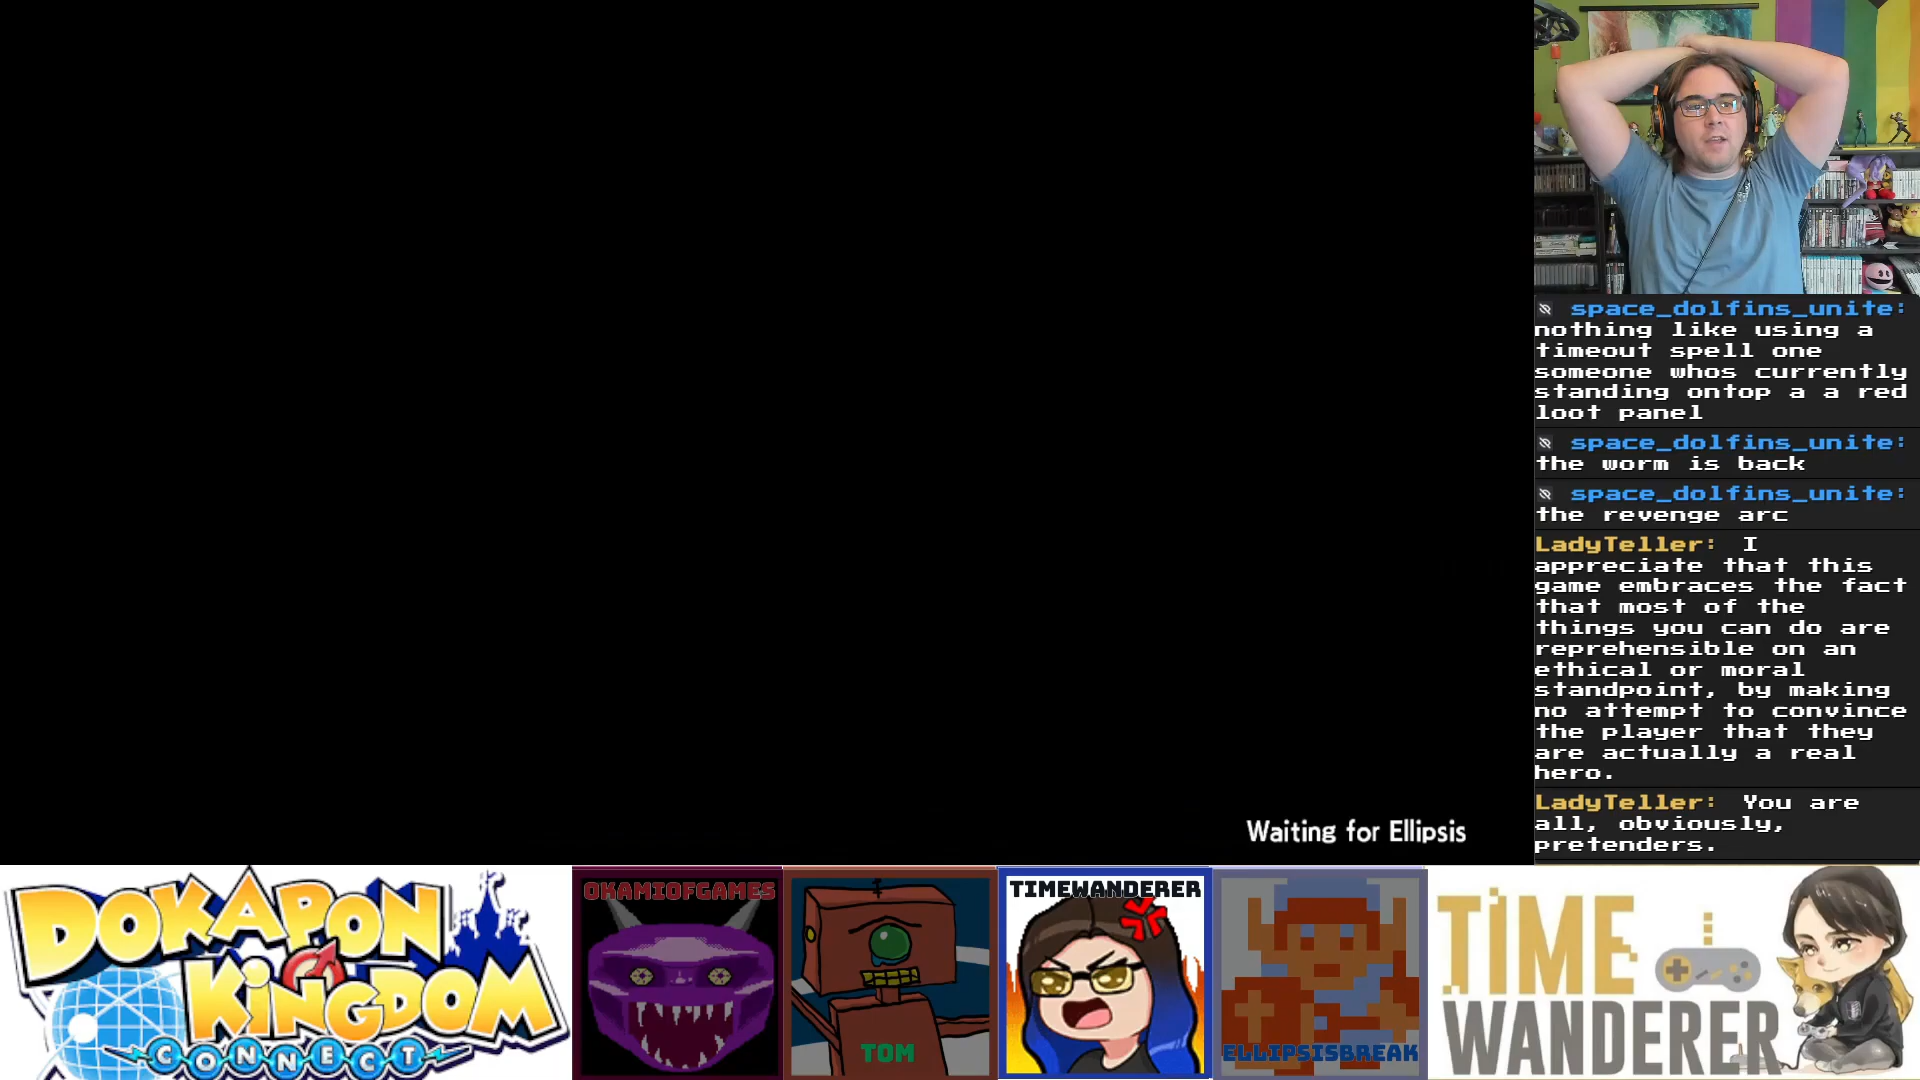 space_dolfins_unite:
nothing like using a
timeout spell one
someone whos currently
standing ontop a a red
loot panel
space_dolfins_unite:
the worm is back
space_dolfins_unite:
the revenge arc
LadyTeller: I
appreciate that this
game embraces the fact
that most of the
things you can do are
reprehensible on an
ethical or moral
standpoint, by making
no attempt to convince
the player that they
are actually a real
hero.
LadyTeller: You are
all, obviously,
pretenders.
Waiting for Ellipsis
DOKAPON
KINGDOM
CONNECT
OKAMIOFGAMES
TOM
TIMEWANDERER
ELLIPSISBREAK
TIME
WANDERER